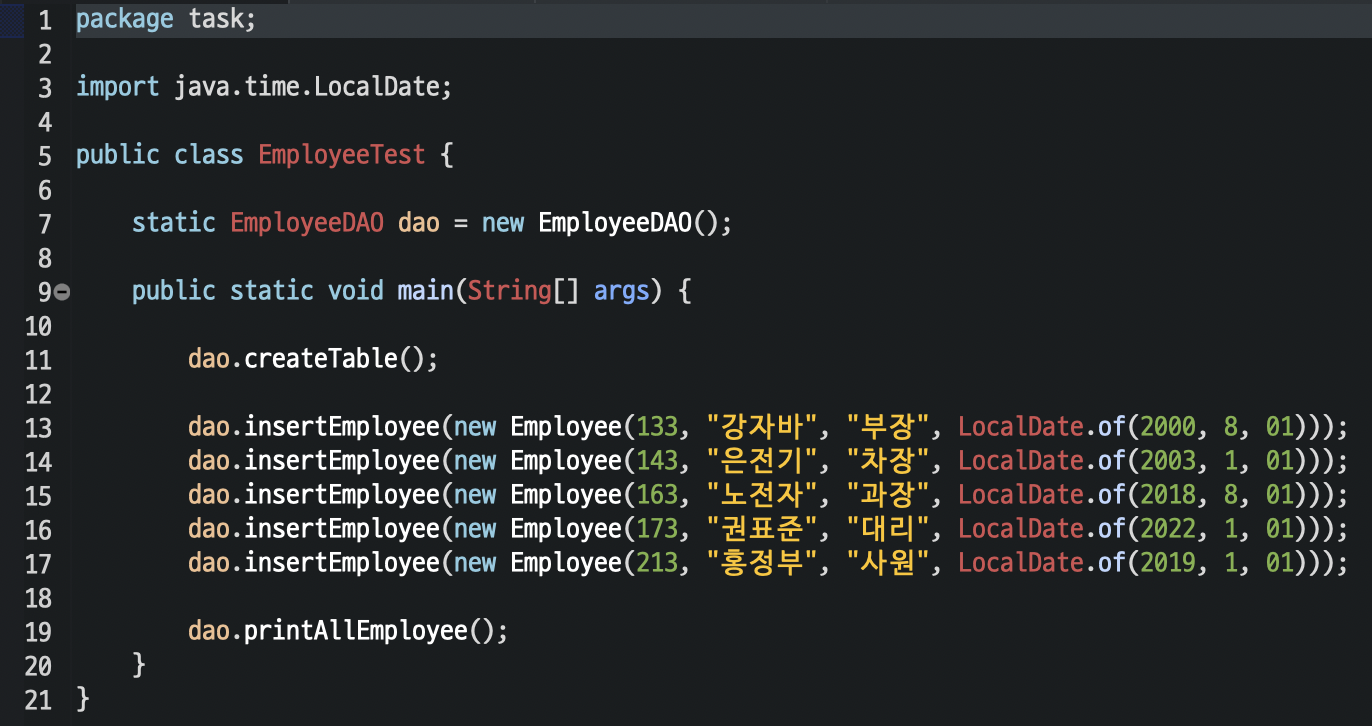 1 package task;
2
3 import java.time.LocalDate;
4
5 public class EmployeeTest {
6
7     static EmployeeDAO dao = new EmployeeDAO();
8
9     public static void main(String[] args) {
10
11         dao.createTable();
12
13         dao.insertEmployee(new Employee(133, "강자바", "부장", LocalDate.of(2000, 8, 01)));
14         dao.insertEmployee(new Employee(143, "은전기", "차장", LocalDate.of(2003, 1, 01)));
15         dao.insertEmployee(new Employee(163, "노전자", "과장", LocalDate.of(2018, 8, 01)));
16         dao.insertEmployee(new Employee(173, "권표준", "대리", LocalDate.of(2022, 1, 01)));
17         dao.insertEmployee(new Employee(213, "홍정부", "사원", LocalDate.of(2019, 1, 01)));
18
19         dao.printAllEmployee();
20     }
21 }